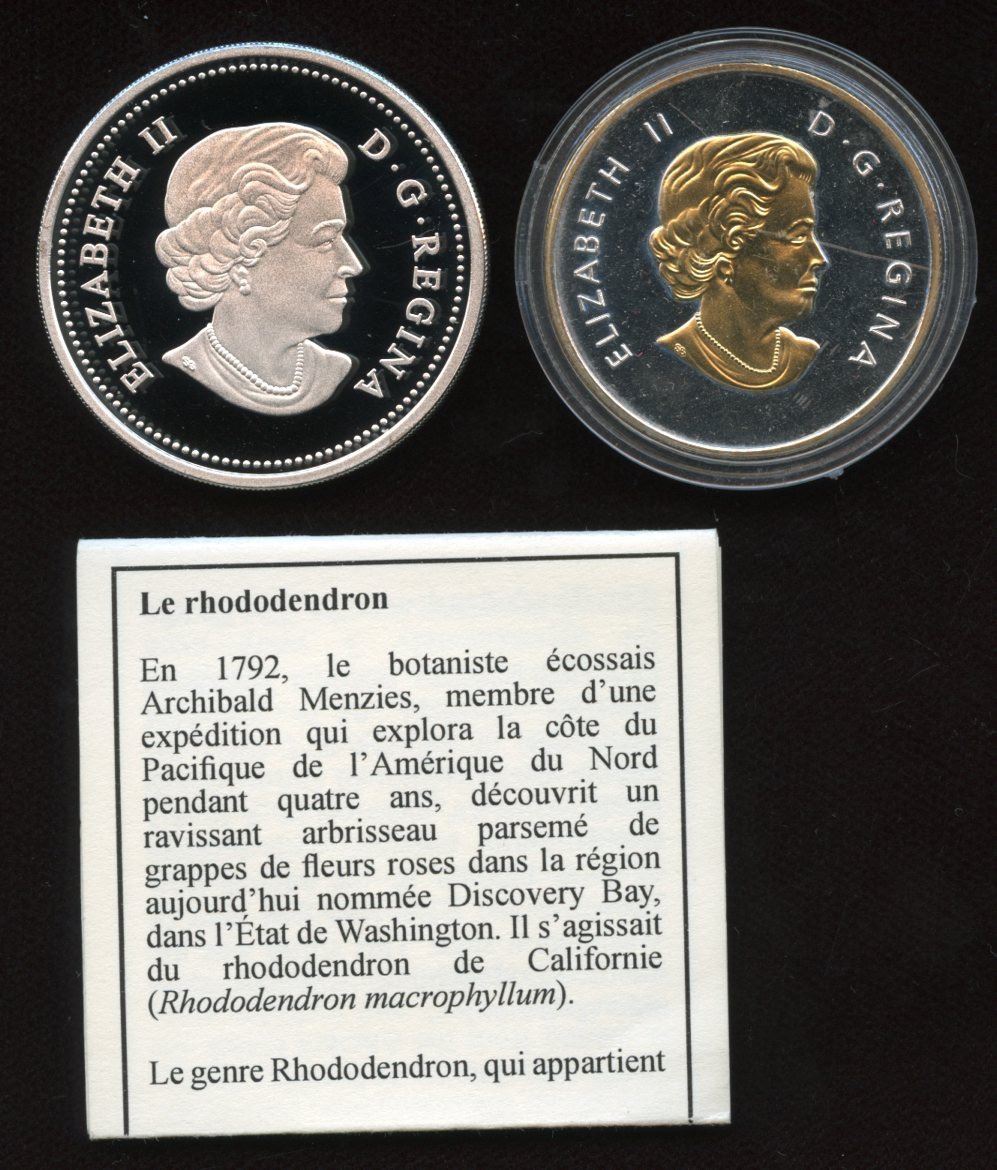 ELIZABETH II D·G·REGINA
ELIZABETH II D·G·REGINA
Le rhododendron
En 1792, le botaniste écossais
Archibald Menzies, membre d'une
expédition qui explora la côte du
Pacifique de l'Amérique du Nord
pendant quatre ans, découvrit un
ravissant arbrisseau parsemé de
grappes de fleurs roses dans la région
aujourd'hui nommée Discovery Bay,
dans l'État de Washington. Il s'agissait
du rhododendron de Californie
(Rhododendron macrophyllum).
Le genre Rhododendron, qui appartient